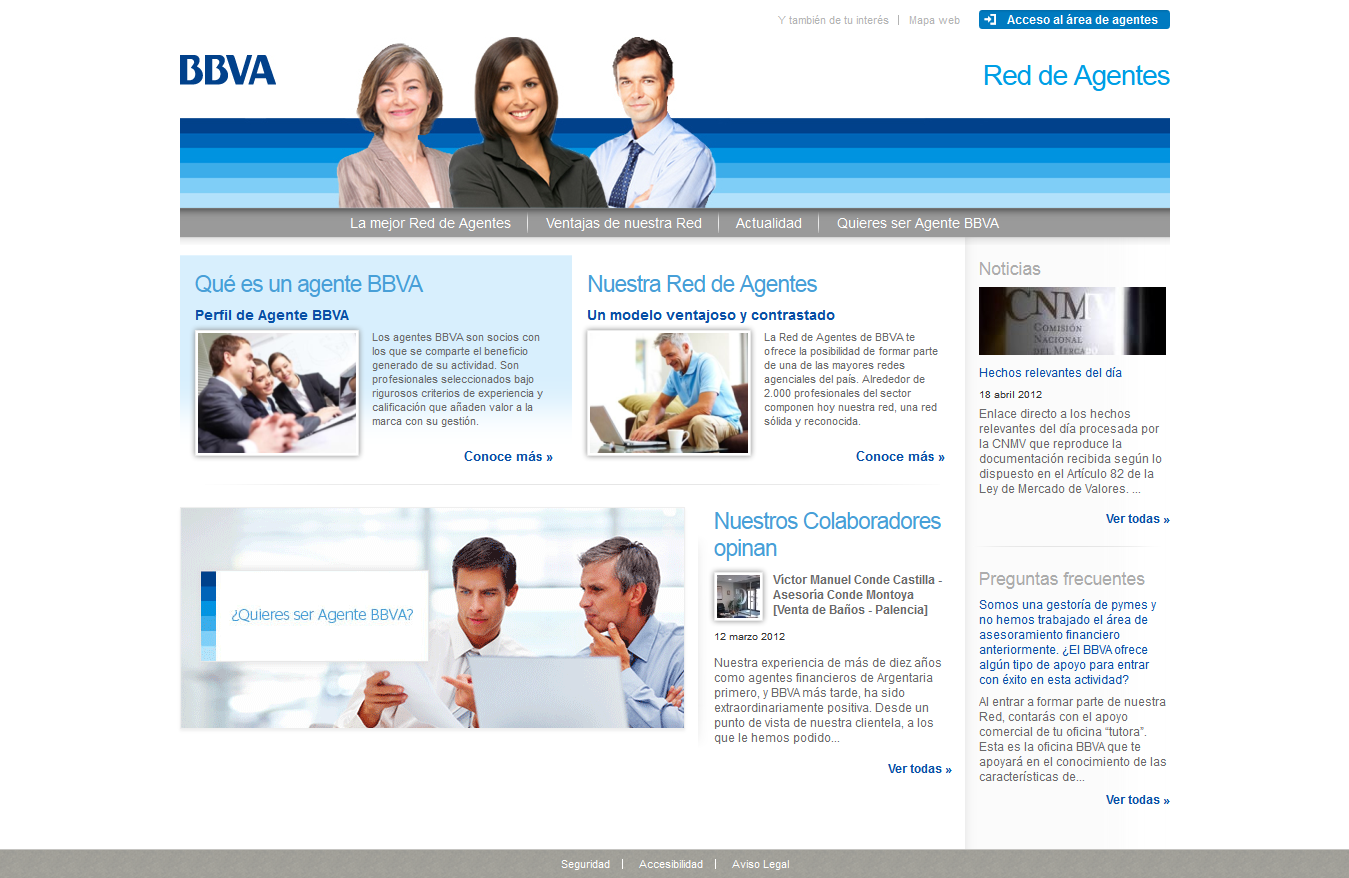 Y también de tu interés | Mapa web
Acceso al área de agentes
BBVA
Red de Agentes
La mejor Red de Agentes | Ventajas de nuestra Red | Actualidad | Quieres ser Agente BBVA
Qué es un agente BBVA
Perfil de Agente BBVA
Los agentes BBVA son socios con
los que se comparte el beneficio
generado de su actividad. Son
profesionales seleccionados bajo
rigurosos criterios de experiencia y
calificación que añaden valor a la
marca con su gestión.
Conoce más »
Nuestra Red de Agentes
Un modelo ventajoso y contrastado
La Red de Agentes de BBVA te
ofrece la posibilidad de formar parte
de una de las mayores redes
agenciales del país. Alrededor de
2.000 profesionales del sector
componen hoy nuestra red, una red
sólida y reconocida.
Conoce más »
¿Quieres ser Agente BBVA?
Nuestros Colaboradores
opinan
Víctor Manuel Conde Castilla -
Asesoría Conde Montoya
[Venta de Baños - Palencia]
12 marzo 2012
Nuestra experiencia de más de diez años
como agentes financieros de Argentaria
primero, y BBVA más tarde, ha sido
extraordinariamente positiva. Desde un
punto de vista de nuestra clientela, a los
que le hemos podido...
Ver todas »
Noticias
CNMV
COMISIÓN
NACIONAL
DEL MERCADO
Hechos relevantes del día
18 abril 2012
Enlace directo a los hechos
relevantes del día procesada por
la CNMV que reproduce la
documentación recibida según lo
dispuesto en el Artículo 82 de la
Ley de Mercado de Valores. ...
Ver todas »
Preguntas frecuentes
Somos una gestoría de pymes y
no hemos trabajado el área de
asesoramiento financiero
anteriormente. ¿El BBVA ofrece
algún tipo de apoyo para entrar
con éxito en esta actividad?
Al entrar a formar parte de nuestra
Red, contarás con el apoyo
comercial de tu oficina “tutora”.
Esta es la oficina BBVA que te
apoyará en el conocimiento de las
características de...
Ver todas »
Seguridad | Accesibilidad | Aviso Legal